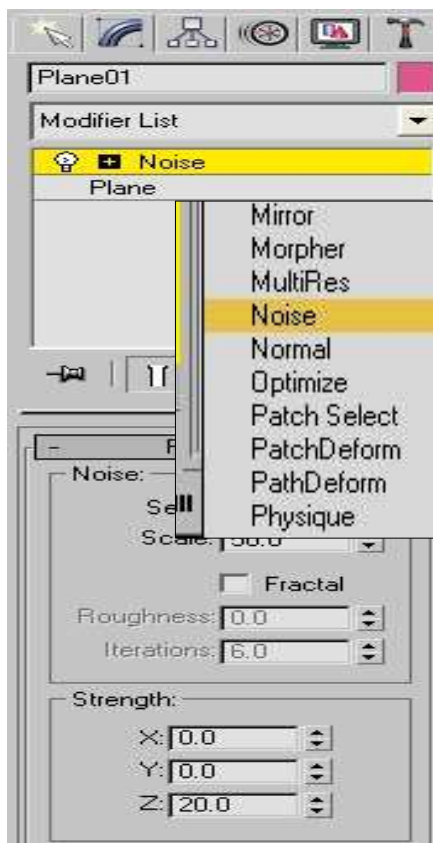 Plane01
Modifier List
Noise
Plane
Mirror
Morpher
MultiRes
Noise
Normal
Optimize
Patch Select
PatchDeform
PathDeform
Physique
Noise:
Scale:
Fractal
Roughness: 0.0
Iterations: 6.0
Strength:
X: 0.0
Y: 0.0
Z: 20.0